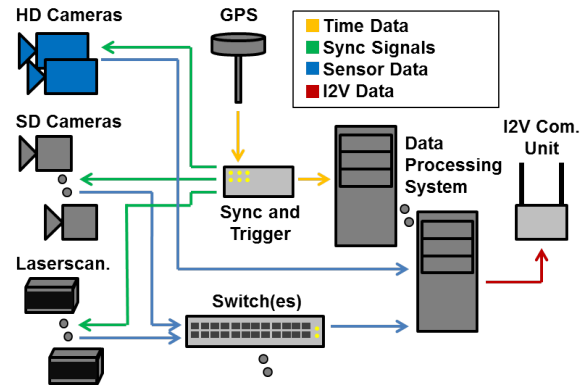 HD Cameras
GPS
Time Data
Sync Signals
Sensor Data
I2V Data
SD Cameras
I2V Com.
Unit
Data
Processing
System
Sync and
Trigger
Laserscan.
Switch(es)